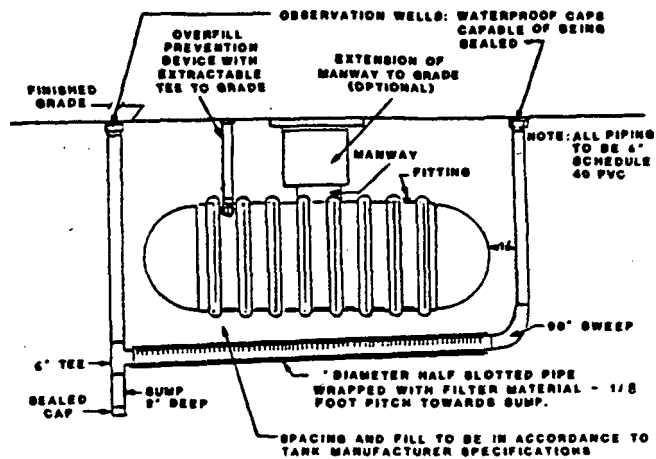 OBSERVATION WELLS: WATERPROOF CAPS
CAPABLE OF BEING
SEALED
OVERFILL
PREVENTION
DEVICE WITH
EXTRACTABLE
TEE TO GRADE
EXTENSION OF
MANWAY TO GRADE
(OPTIONAL)
FINISHED
GRADE
NOTE: ALL PIPING
TO BE 6"
SCHEDULE
40 PVC
MANWAY
FITTING
90° SWEEP
6" TEE
SUMP
2' DEEP
SEALED
CAP
" DIAMETER HALF SLOTTED PIPE
WRAPPED WITH FILTER MATERIAL - 1/8
FOOT PITCH TOWARDS SUMP.
SPACING AND FILL TO BE IN ACCORDANCE TO
TANK MANUFACTURER SPECIFICATIONS